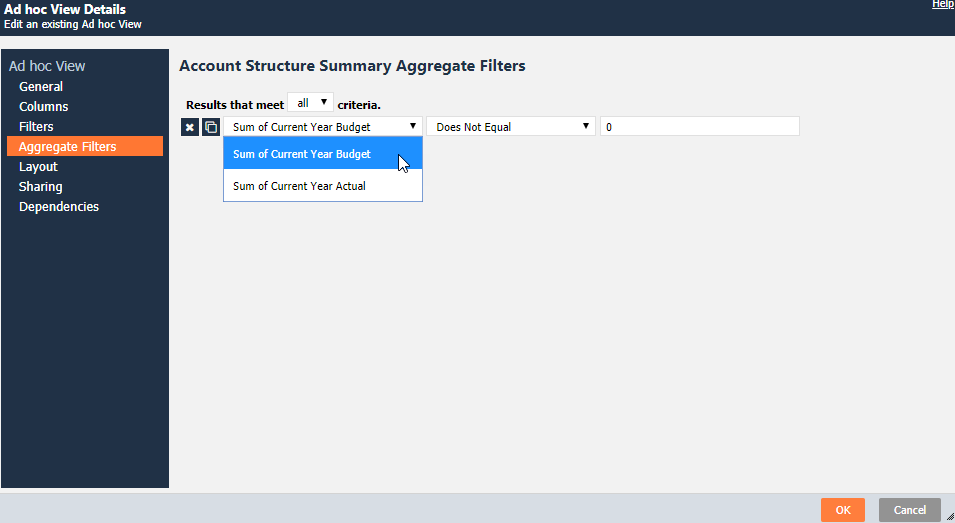 Ad hoc View Details
Help
Edit an existing Ad hoc View
Ad hoc View
General
Columns
Filters
Aggregate Filters
Layout
Sharing
Dependencies
Account Structure Summary Aggregate Filters
Results that meet all criteria.
Sum of Current Year Budget Does Not Equal 0
Sum of Current Year Budget
Sum of Current Year Actual
OK Cancel